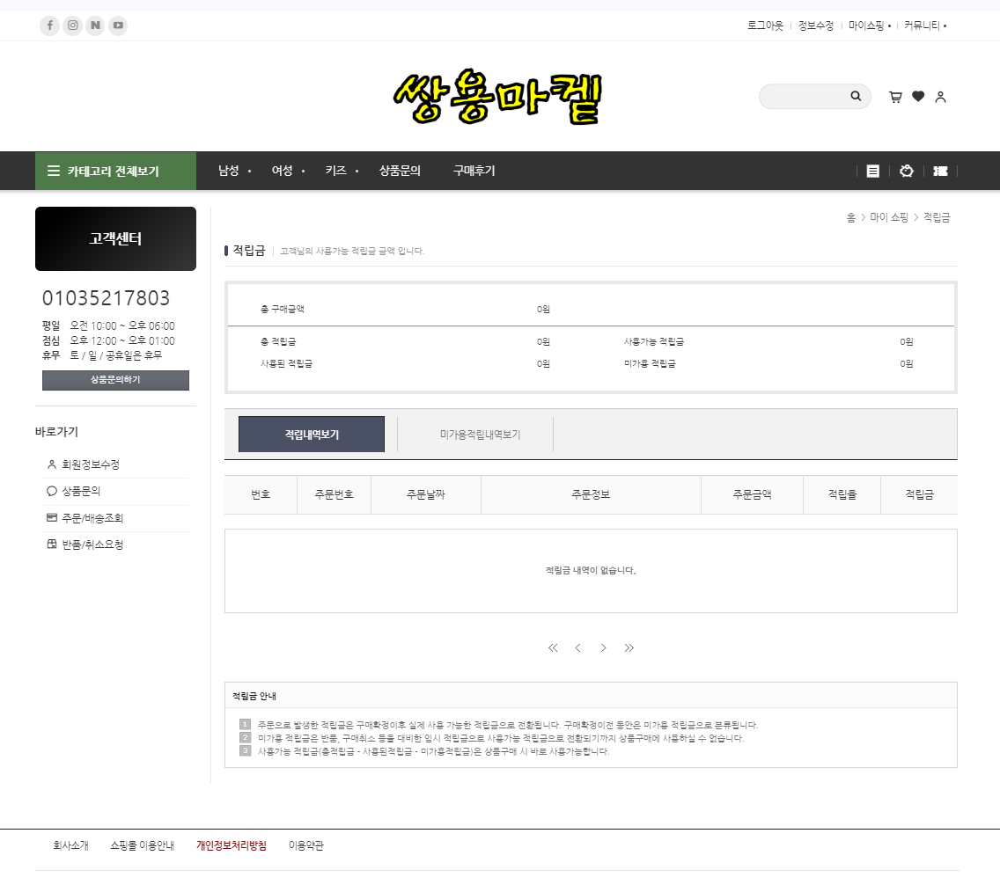 로그아웃 정보수정 마이쇼핑 커뮤니티
쌍용마켙
카테고리 전체보기 남성 여성 키즈 상품문의 구매후기
고객센터
01035217803
평일 오전 10:00 ~ 오후 06:00
점심 오후 12:00 ~ 오후 01:00
휴무 토 / 일 / 공휴일은 휴무
상품문의하기
바로가기
회원정보수정
상품문의
주문/배송조회
반품/취소요청
홈 > 마이 쇼핑 > 적립금
적립금 고객님의 사용가능 적립금 금액 입니다.
총 구매금액 0원
총 적립금 0원 사용가능 적립금 0원
사용된 적립금 0원 미가용 적립금 0원
적립내역보기 미가용적립내역보기
번호 주문번호 주문날짜 주문정보 주문금액 적립율 적립금
적립금 내역이 없습니다.
적립금 안내
1 주문으로 발생한 적립금은 구매확정이후 실제 사용 가능한 적립금으로 전환됩니다. 구매확정이전 동안은 미가용 적립금으로 분류됩니다.
2 미가용 적립금은 반품, 구매취소 등을 대비한 임시 적립금으로 사용가능 적립금으로 전환되기까지 상품구매에 사용하실 수 없습니다.
3 사용가능 적립금(총적립금 - 사용된적립금 - 미가용적립금)은 상품구매 시 바로 사용가능합니다.
회사소개 쇼핑몰 이용안내 개인정보처리방침 이용약관